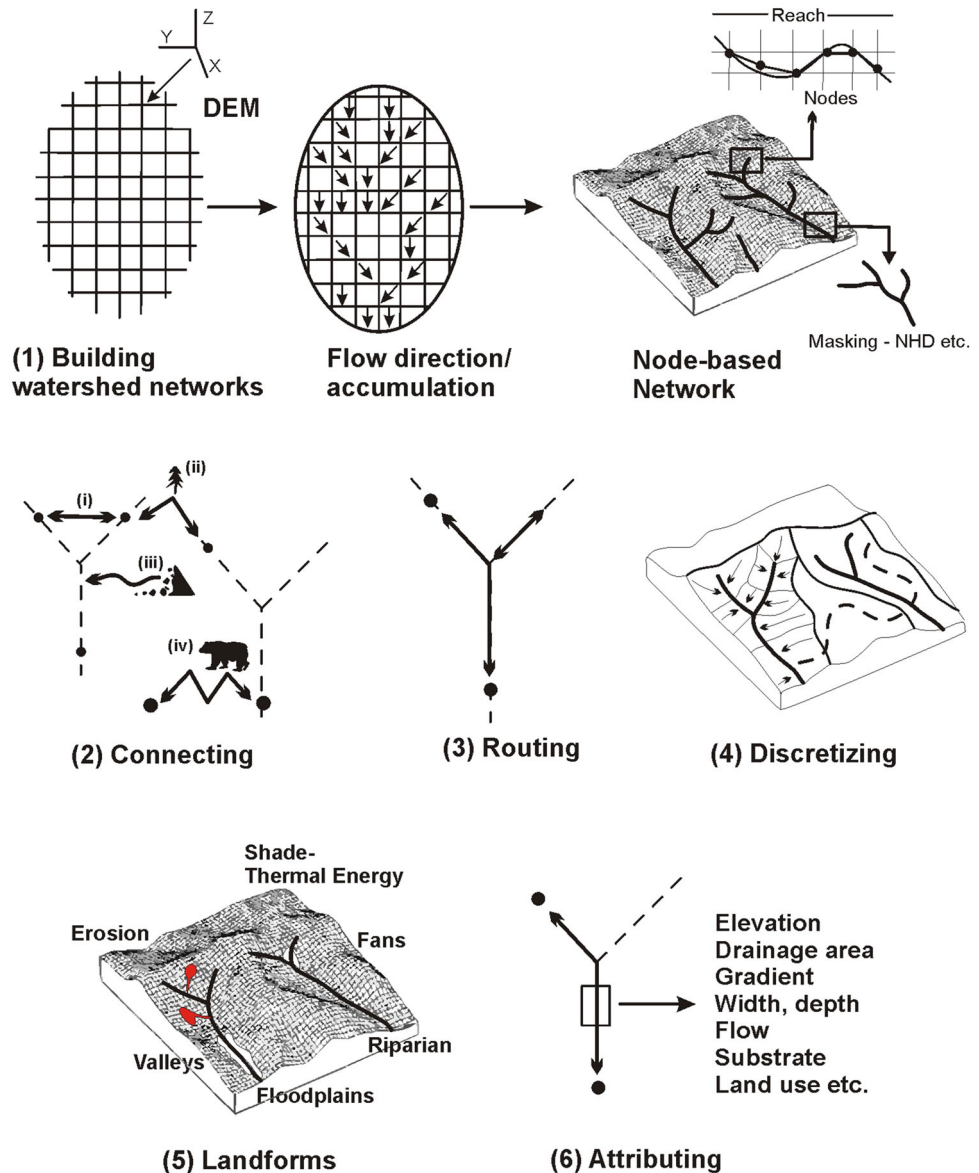 Z
Y
X
DEM
Reach
Nodes
Masking - NHD etc.
(1) Building
watershed networks
Flow direction/
accumulation
Node-based
Network
(i)
(ii)
(iii)
(iv)
(2) Connecting
(3) Routing
(4) Discretizing
Shade-
Thermal Energy
Erosion
Fans
Valleys
Riparian
Floodplains
(5) Landforms
Elevation
Drainage area
Gradient
Width, depth
Flow
Substrate
Land use etc.
(6) Attributing